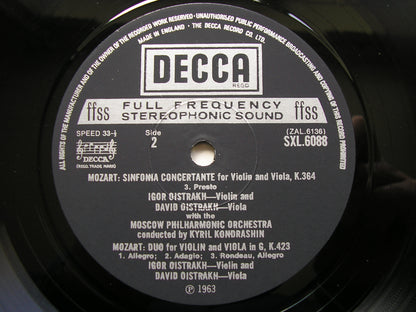 ALL RIGHTS OF THE MANUFACTURER AND OF THE OWNER OF THE RECORDED WORK RESERVED · UNAUTHORISED PUBLIC PERFORMANCE BROADCASTING AND COPYING OF THIS RECORD PROHIBITED
MADE IN ENGLAND · THE DECCA RECORD CO. LTD.
DECCA
REGD
ffss FULL FREQUENCY ffss
STEREOPHONIC SOUND
SPEED 33⅓
Side
2
(ZAL.6136)
SXL.6088
DECCA
(REGD. TRADE MARK)
MOZART: SINFONIA CONCERTANTE for Violin and Viola, K.364
3. Presto
IGOR OISTRAKH—Violin and
DAVID OISTRAKH—Viola
with the
MOSCOW PHILHARMONIC ORCHESTRA
conducted by KYRIL KONDRASHIN
MOZART: DUO for VIOLIN and VIOLA in G, K.423
1. Allegro; 2. Adagio; 3. Rondeau, Allegro
IGOR OISTRAKH—Violin and
DAVID OISTRAKH—Viola
℗ 1963